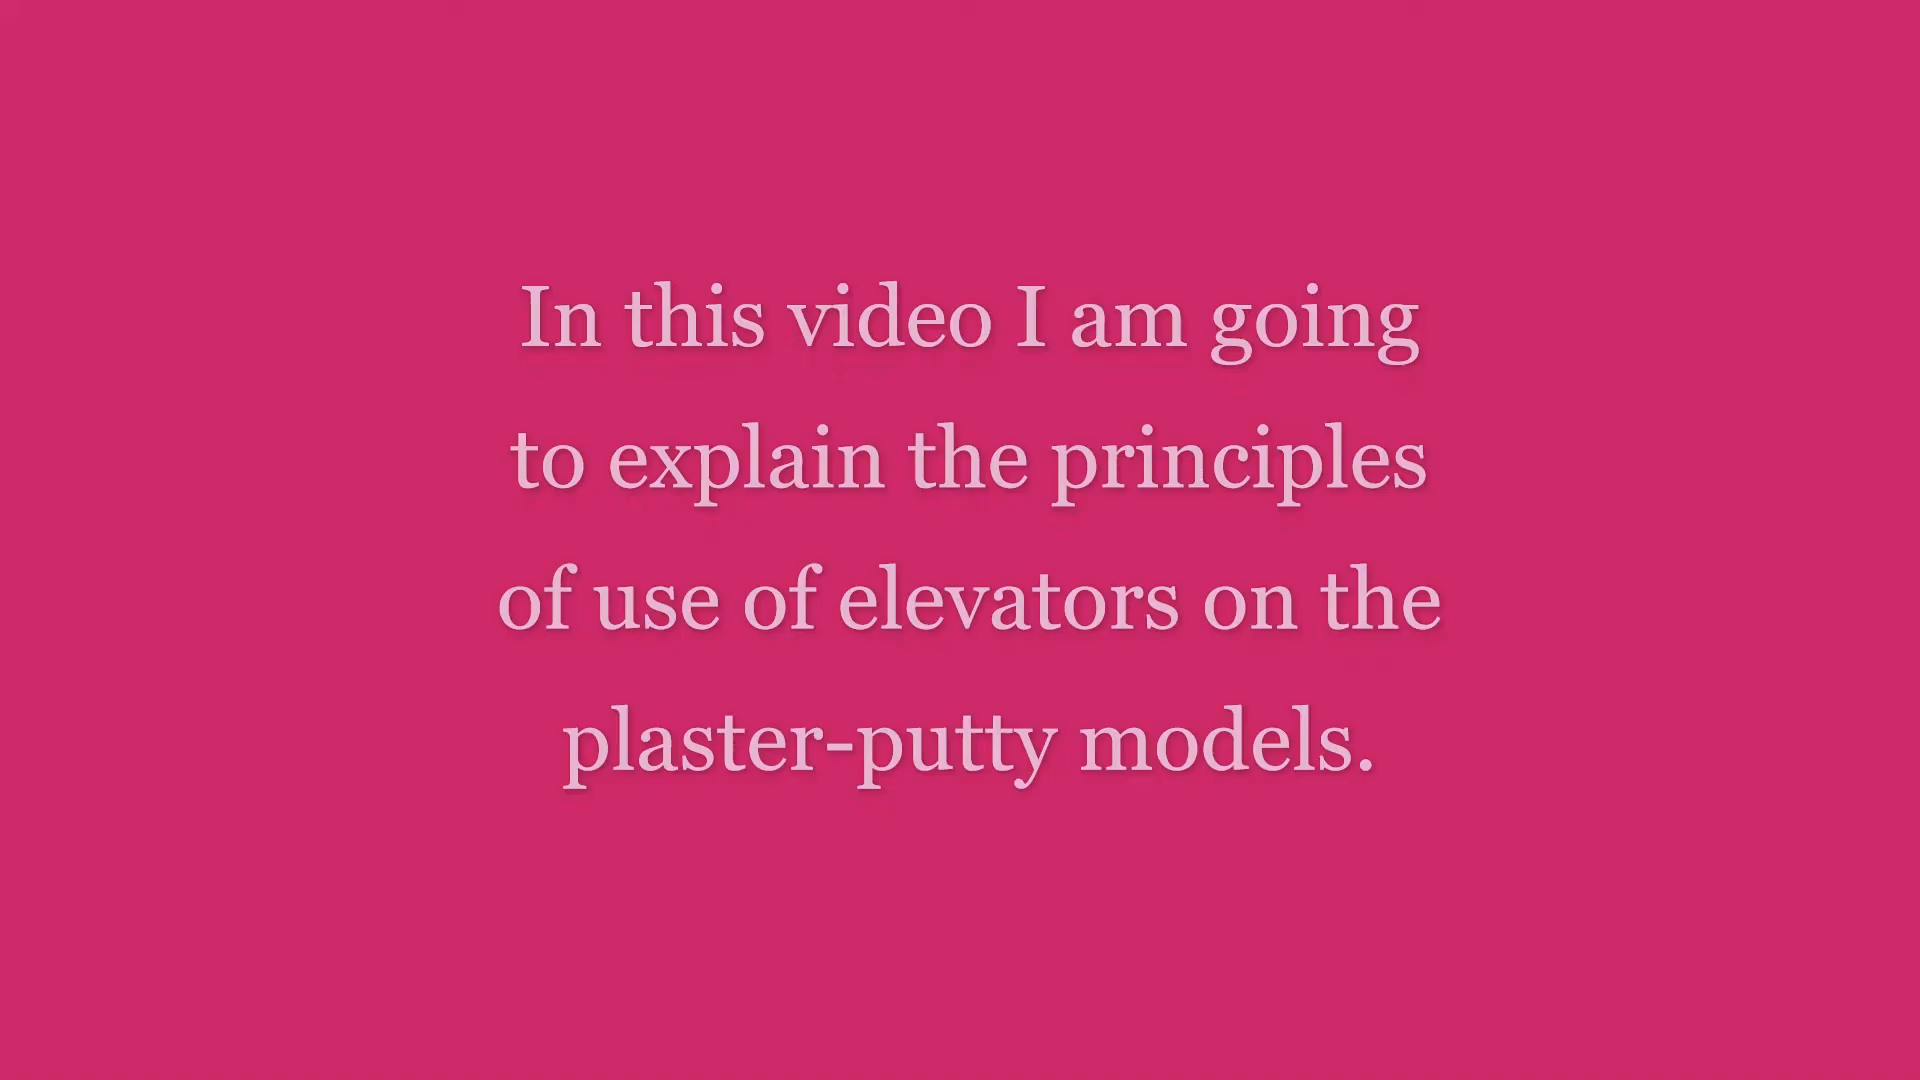 In this video I am going
to explain the principles
of use of elevators on the
plaster-putty models.